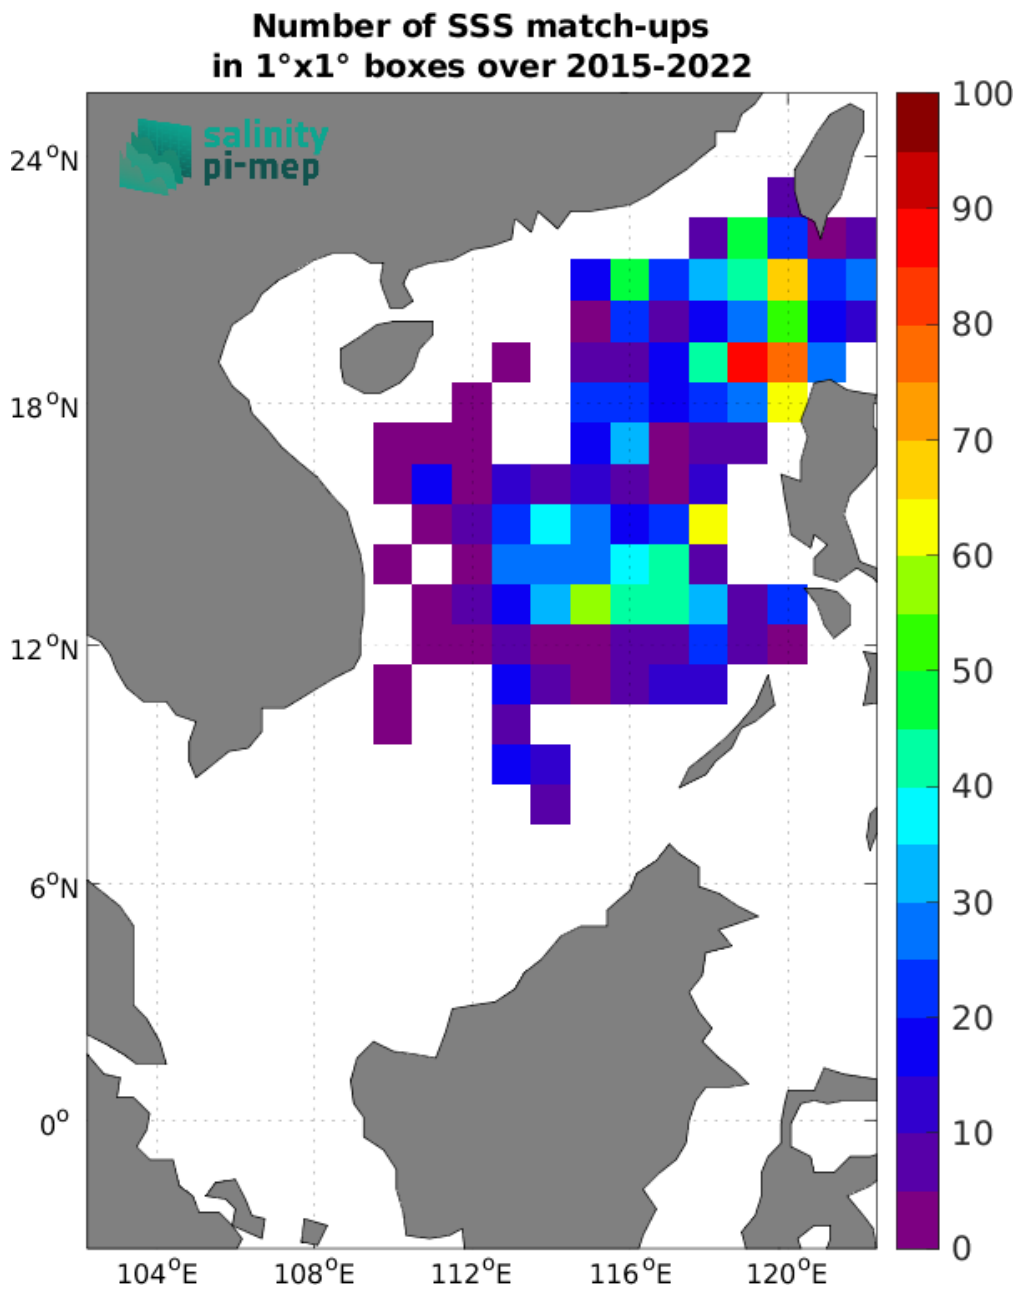 Number of SSS match-ups
in 1°x1° boxes over 2015-2022
salinity
pi-mep
24°N
18°N
12°N
6°N
0°
104°E 108°E 112°E 116°E 120°E
100
90
80
70
60
50
40
30
20
10
0